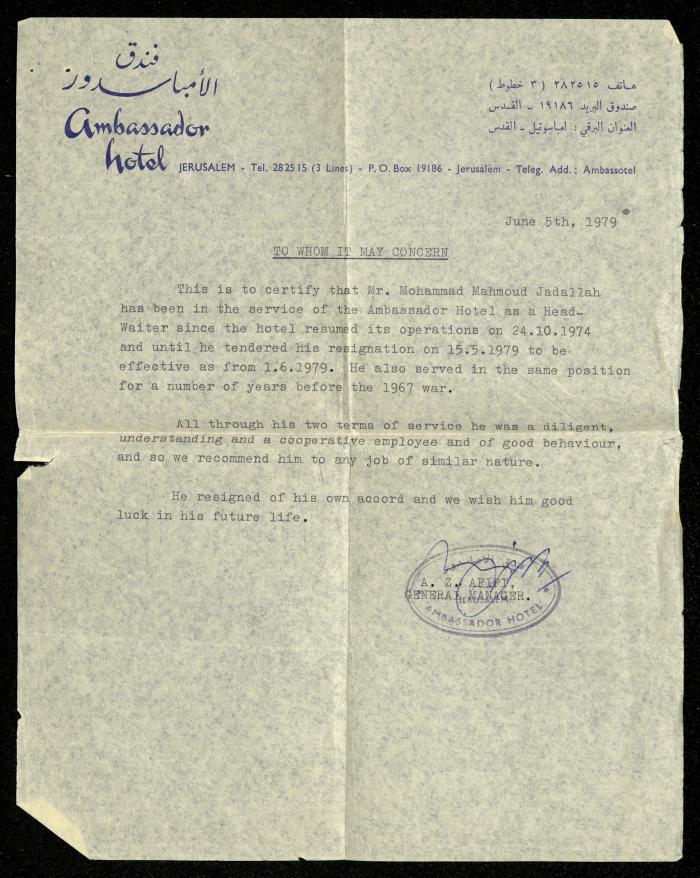 فندق
الأمباسدور
Ambassador
hotel
هاتف ٢٨٢٥١٥ ( ٣ خطوط )
صندوق البريد ١٩١٨٦ ـ القدس
العنوان البرقي : امباسوتيل ـ القدس
JERUSALEM - Tel. 282515 (3 Lines) - P. O. Box 19186 - Jerusalem - Teleg. Add.: Ambassotel
June 5th, 1979
TO WHOM IT MAY CONCERN
This is to certify that Mr. Mohammad Mahmoud Jadallah
has been in the service of the Ambassador Hotel as a Head-
Waiter since the hotel resumed its operations on 24.10.1974
and until he tendered his resignation on 15.5.1979 to be
effective as from 1.6.1979. He also served in the same position
for a number of years before the 1967 war.
All through his two terms of service he was a diligent,
understanding and a cooperative employee and of good behaviour,
and so we recommend him to any job of similar nature.
He resigned of his own accord and we wish him good
luck in his future life.
A. Z. AFIFI,
GENERAL MANAGER.
JERUSALEM
AMBASSADOR HOTEL